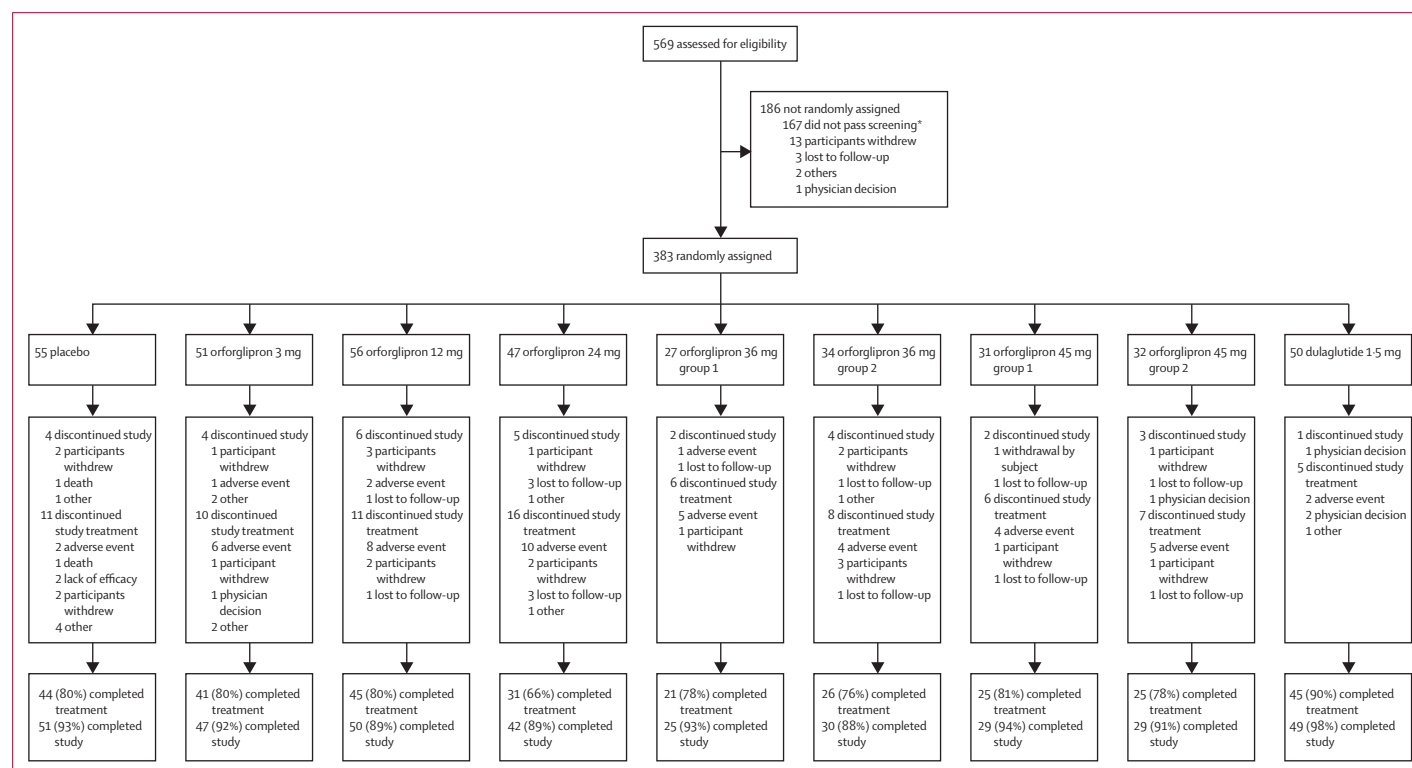 569 assessed for eligibility
186 not randomly assigned
167 did not pass screening*
13 participants withdrew
3 lost to follow-up
2 others
1 physician decision
383 randomly assigned
55 placebo
4 discontinued study
2 participants
withdrew
1 death
1 other
11 discontinued
study treatment
2 adverse event
1 death
2 lack of efficacy
2 participants
withdrew
4 other
44 (80%) completed
treatment
51 (93%) completed
study
51 orforglipron 3 mg
4 discontinued study
1 participant
withdrew
1 adverse event
2 other
10 discontinued
study treatment
6 adverse event
1 participant
withdrew
1 physician
decision
2 other
41 (80%) completed
treatment
47 (92%) completed
study
56 orforglipron 12 mg
6 discontinued study
3 participants
withdrew
2 adverse event
1 lost to follow-up
11 discontinued study
treatment
8 adverse event
2 participants
withdrew
1 lost to follow-up
45 (80%) completed
treatment
50 (89%) completed
study
47 orforglipron 24 mg
5 discontinued study
1 participant
withdrew
3 lost to follow-up
1 other
16 discontinued study
treatment
10 adverse event
2 participants
withdrew
3 lost to follow-up
1 other
31 (66%) completed
treatment
42 (89%) completed
study
27 orforglipron 36 mg
group 1
2 discontinued study
1 adverse event
1 lost to follow-up
6 discontinued study
treatment
5 adverse event
1 participant
withdrew
21 (78%) completed
treatment
25 (93%) completed
study
34 orforglipron 36 mg
group 2
4 discontinued study
2 participants
withdrew
1 lost to follow-up
1 other
8 discontinued study
treatment
4 adverse event
3 participants
withdrew
1 lost to follow-up
26 (76%) completed
treatment
30 (88%) completed
study
31 orforglipron 45 mg
group 1
2 discontinued study
1 withdrawal by
subject
1 lost to follow-up
6 discontinued study
treatment
4 adverse event
1 participant
withdrew
1 lost to follow-up
25 (81%) completed
treatment
29 (94%) completed
study
32 orforglipron 45 mg
group 2
3 discontinued study
1 participant
withdrew
1 lost to follow-up
1 physician decision
7 discontinued study
treatment
5 adverse event
1 participant
withdrew
1 lost to follow-up
25 (78%) completed
treatment
29 (91%) completed
study
50 dulaglutide 1·5 mg
1 discontinued study
1 physician decision
5 discontinued study
treatment
2 adverse event
2 physician decision
1 other
45 (90%) completed
treatment
49 (98%) completed
study